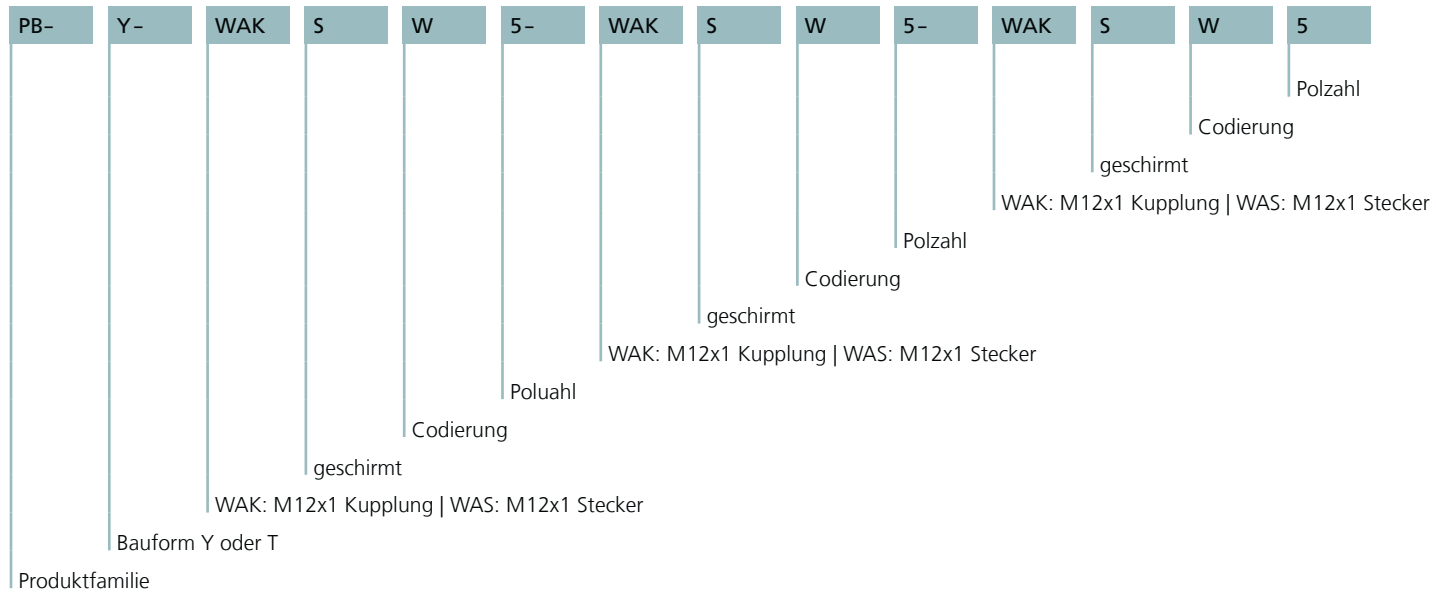 PB- Y- WAK S W 5- WAK S W 5- WAK S W 5
Polzahl
Codierung
geschirmt
WAK: M12x1 Kupplung | WAS: M12x1 Stecker
Polzahl
Codierung
geschirmt
WAK: M12x1 Kupplung | WAS: M12x1 Stecker
Poluahl
Codierung
geschirmt
WAK: M12x1 Kupplung | WAS: M12x1 Stecker
Bauform Y oder T
Produktfamilie